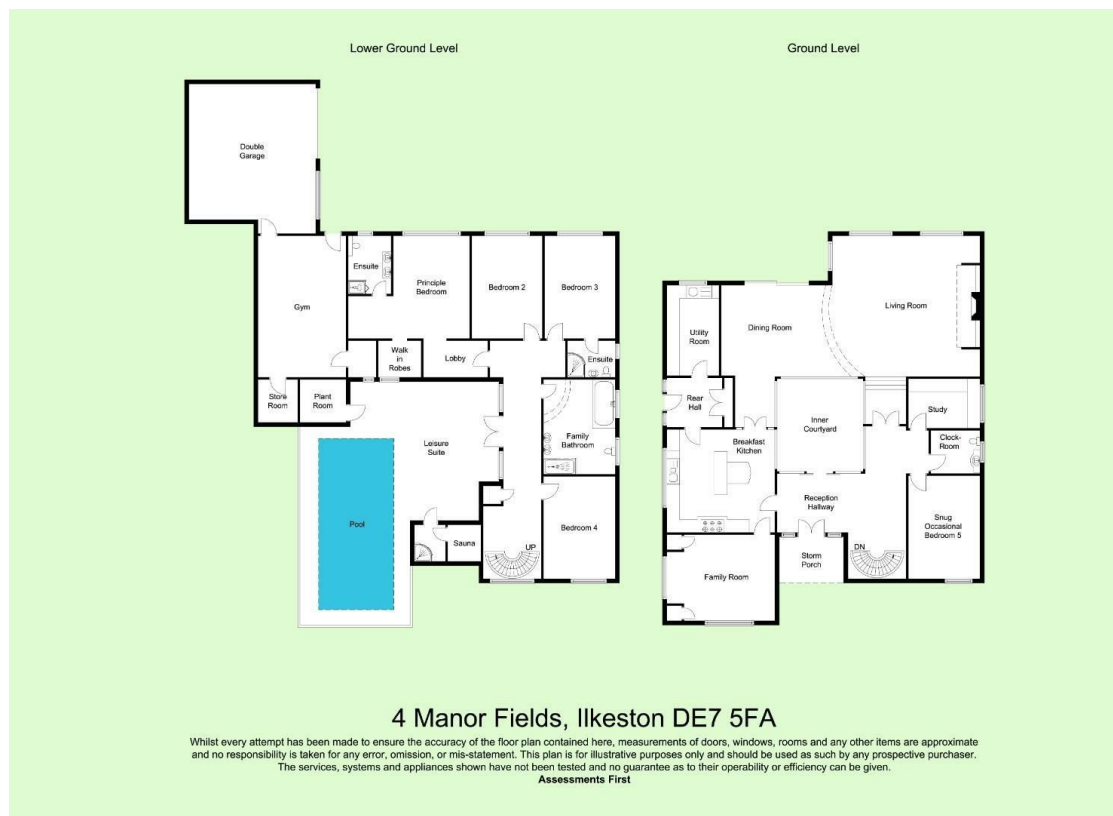 Lower Ground Level
Ground Level
Double
Garage
Ensuite
Principle
Bedroom
Bedroom 2
Bedroom 3
Gym
Walk
in
Robes
Lobby
Ensuite
Store
Room
Plant
Room
Leisure
Suite
Family
Bathroom
Pool
Sauna
UP
Bedroom 4
Living Room
Dining Room
Utility
Room
Rear
Hall
Inner
Courtyard
Study
Breakfast
Kitchen
Clock-
Room
Reception
Hallway
Snug
Occasional
Bedroom 5
DN
Storm
Porch
Family Room
4 Manor Fields, Ilkeston DE7 5FA
Whilst every attempt has been made to ensure the accuracy of the floor plan contained here, measurements of doors, windows, rooms and any other items are approximate
and no responsibility is taken for any error, omission, or mis-statement. This plan is for illustrative purposes only and should be used as such by any prospective purchaser.
The services, systems and appliances shown have not been tested and no guarantee as to their operability or efficiency can be given.
Assessments First